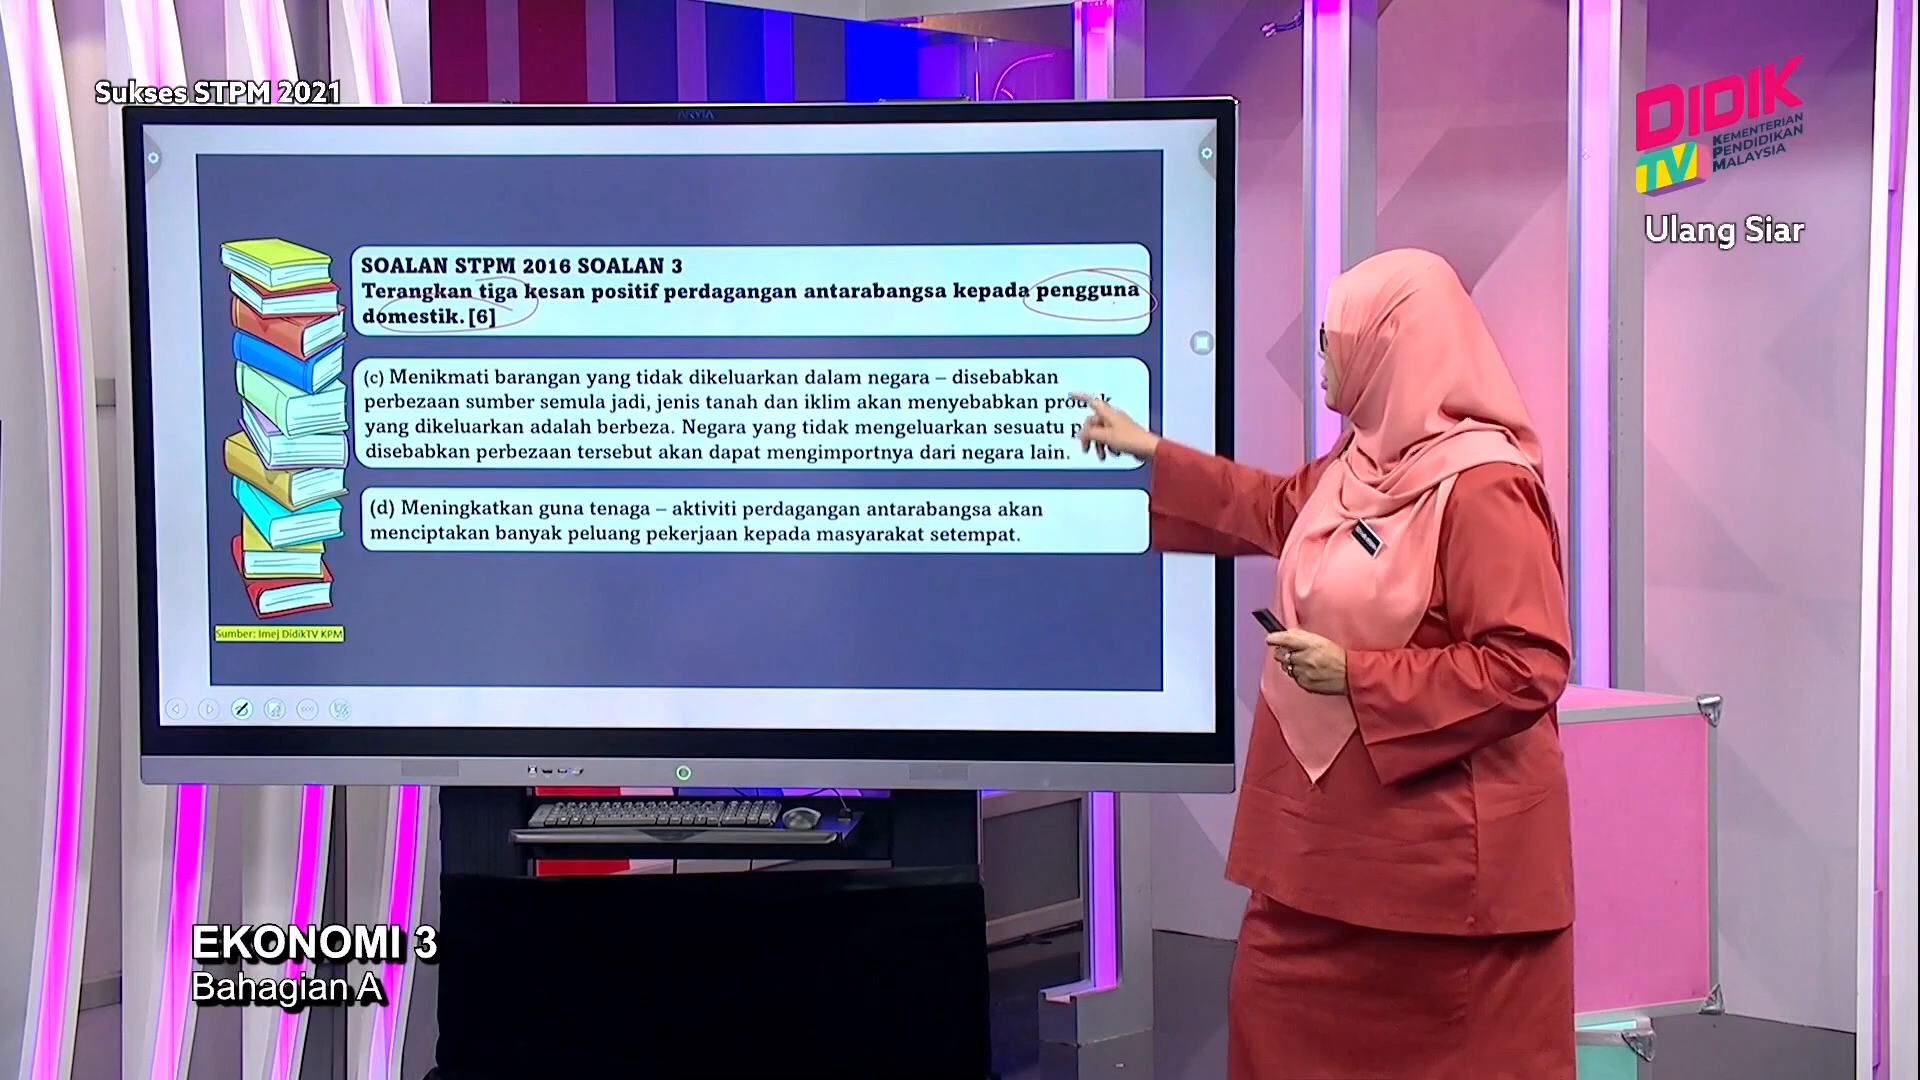 Sukses STPM 2021
DIDIK
TV
KEMENTERIAN
PENDIDIKAN
MALAYSIA
Ulang Siar
SOALAN STPM 2016 SOALAN 3
Terangkan tiga kesan positif perdagangan antarabangsa kepada pengguna
domestik. [6]
(c) Menikmati barangan yang tidak dikeluarkan dalam negara – disebabkan
perbezaan sumber semula jadi, jenis tanah dan iklim akan menyebabkan produk
yang dikeluarkan adalah berbeza. Negara yang tidak mengeluarkan sesuatu
disebabkan perbezaan tersebut akan dapat mengimportnya dari negara lain.
(d) Meningkatkan guna tenaga – aktiviti perdagangan antarabangsa akan
menciptakan banyak peluang pekerjaan kepada masyarakat setempat.
Sumber: Imej DidikTV KPM
EKONOMI 3
Bahagian A